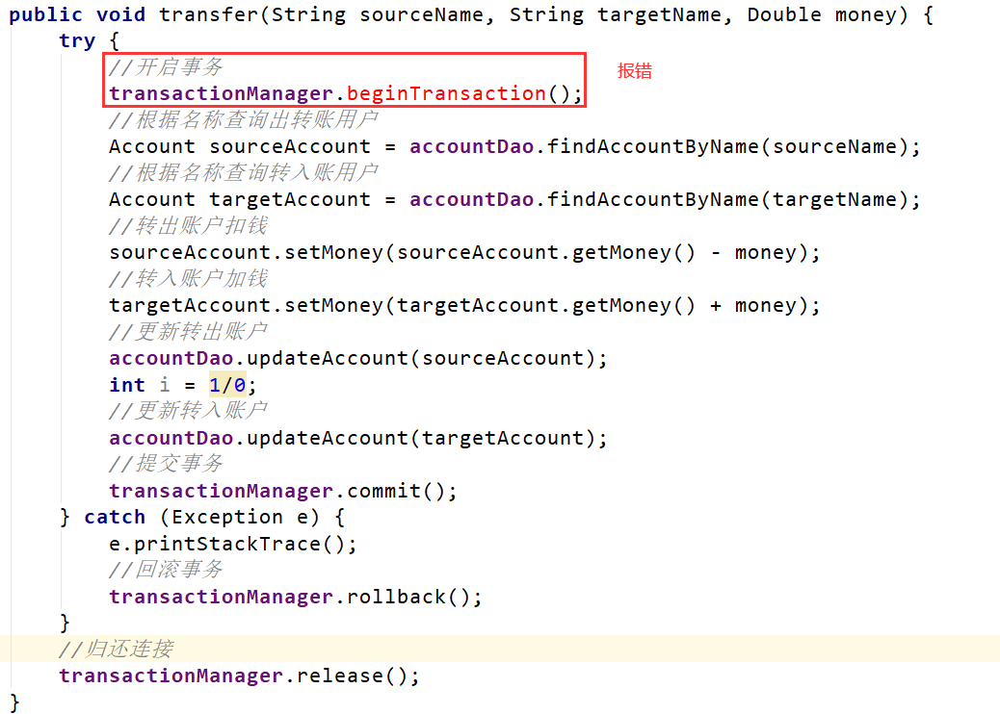 public void transfer(String sourceName, String targetName, Double money) {
try {
//开启事务
报错
transactionManager.beginTransaction();
//根据名称查询出转账用户
Account sourceAccount = accountDao.findAccountByName(sourceName);
//根据名称查询转入账用户
Account targetAccount = accountDao.findAccountByName(targetName);
//转出账户扣钱
sourceAccount.setMoney(sourceAccount.getMoney() - money);
//转入账户加钱
targetAccount.setMoney(targetAccount.getMoney() + money);
//更新转出账户
accountDao.updateAccount(sourceAccount);
int i = 1/0;
//更新转入账户
accountDao.updateAccount(targetAccount);
//提交事务
transactionManager.commit();
} catch (Exception e) {
e.printStackTrace();
//回滚事务
transactionManager.rollback();
}
//归还连接
transactionManager.release();
}